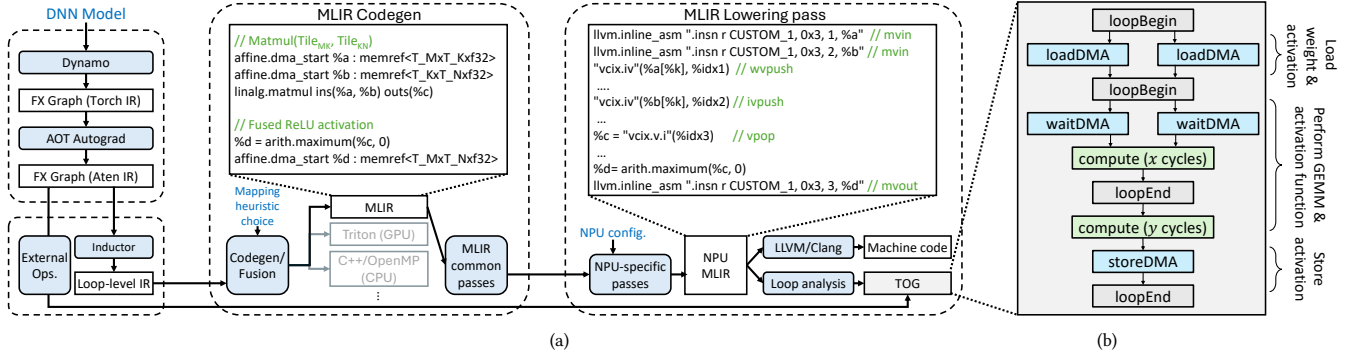 DNN Model
Dynamo
FX Graph (Torch IR)
AOT Autograd
FX Graph (Aten IR)
External
Ops.
Inductor
Loop-level IR
MLIR Codegen
// Matmul(Tile_MK, Tile_KN)
affine.dma_start %a : memref<T_MxT_Kxf32>
affine.dma_start %b : memref<T_KxT_Nxf32>
linalg.matmul ins(%a, %b) outs(%c)
// Fused ReLU activation
%d = arith.maximum(%c, 0)
affine.dma_start %d : memref<T_MxT_Nxf32>
Mapping
heuristic
choice
Codegen/
Fusion
MLIR
Triton (GPU)
C++/OpenMP
(CPU)
⋮
MLIR
common
passes
MLIR Lowering pass
llvm.inline_asm ".insn r CUSTOM_1, 0x3, 1, %a" // mvin
llvm.inline_asm ".insn r CUSTOM_1, 0x3, 2, %b" // mvin
"vcix.iv"(%a[%k], %idx1) // wvpush
....
"vcix.iv"(%b[%k], %idx2) // ivpush
...
%c = "vcix.v.i"(%idx3) // vpop
...
%d= arith.maximum(%c, 0)
llvm.inline_asm ".insn r CUSTOM_1, 0x3, 3, %d" // mvout
NPU config.
NPU-specific
passes
NPU
MLIR
LLVM/Clang
Machine code
Loop analysis
TOG
(a)
loopBegin
loadDMA loadDMA
loopBegin
waitDMA waitDMA
compute (x cycles)
loopEnd
compute (y cycles)
storeDMA
loopEnd
Load
weight &
activation
Perform GEMM &
activation function
Store
activation
(b)